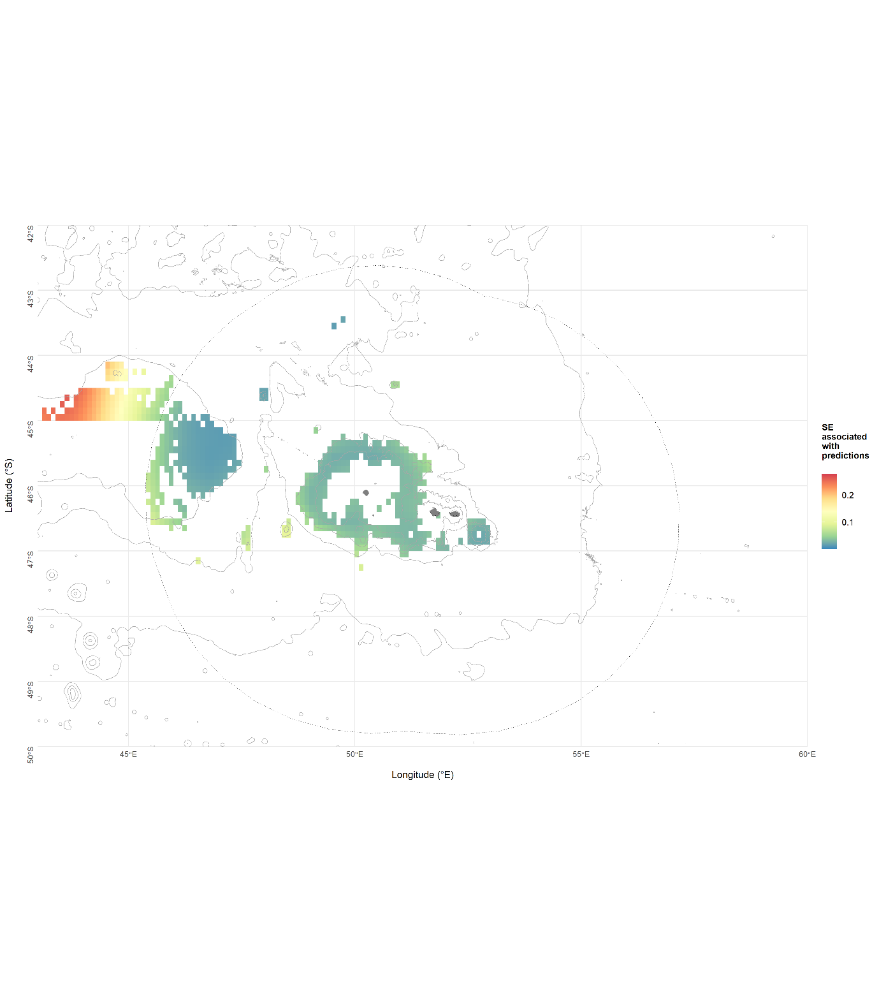 42°S
43°S
44°S
45°S
46°S
47°S
48°S
49°S
50°S
Latitude (°S)
45°E
50°E
55°E
60°E
Longitude (°E)
SE
associated
with
predictions
0.2
0.1